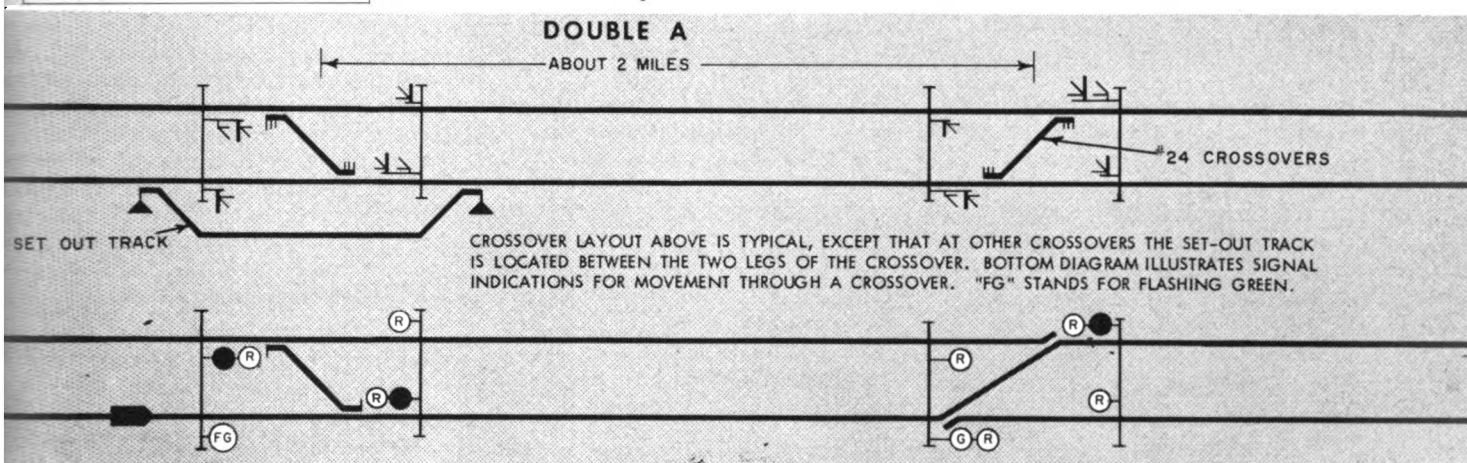 DOUBLE A
ABOUT 2 MILES
#24 CROSSOVERS
SET OUT TRACK
CROSSOVER LAYOUT ABOVE IS TYPICAL, EXCEPT THAT AT OTHER CROSSOVERS THE SET-OUT TRACK
IS LOCATED BETWEEN THE TWO LEGS OF THE CROSSOVER. BOTTOM DIAGRAM ILLUSTRATES SIGNAL
INDICATIONS FOR MOVEMENT THROUGH A CROSSOVER. "FG" STANDS FOR FLASHING GREEN.
R
R
R
R
R
R
FG
G R